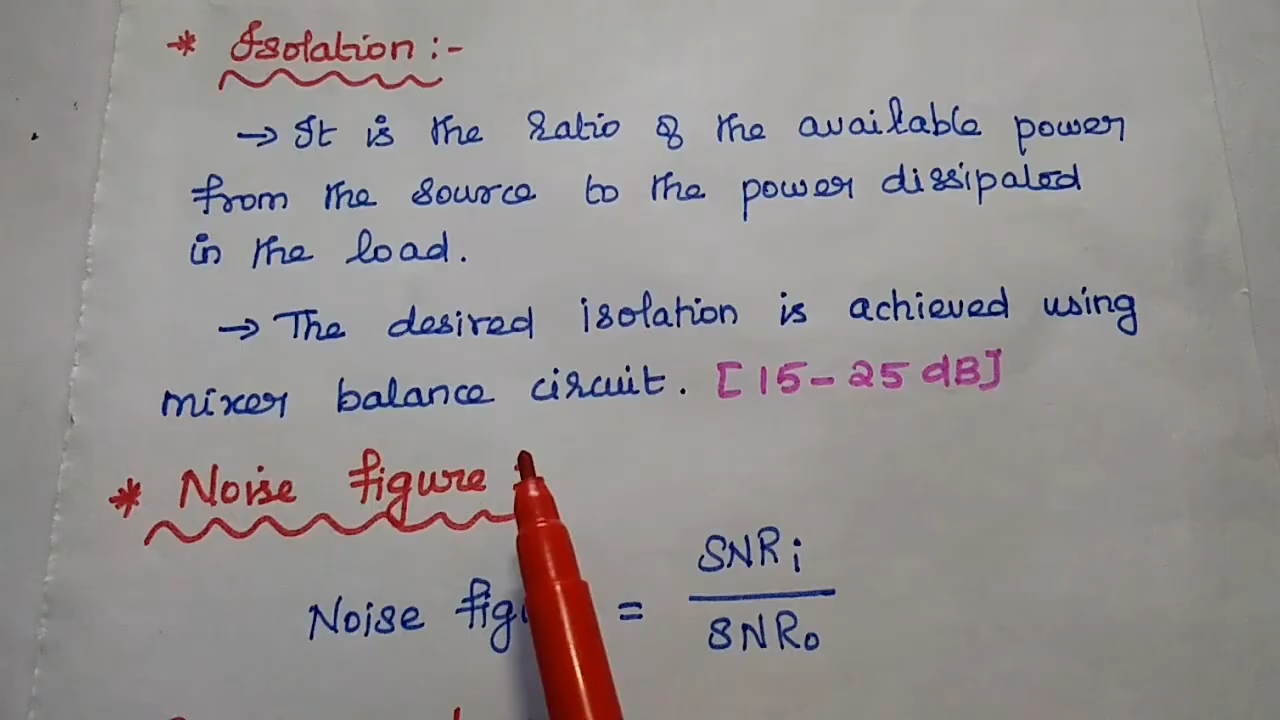 * Isolation :-
→ It is the ratio of the available power
from the source to the power dissipated
in the load.
→ The desired isolation is achieved using
mixer balance circuit. [15-25 dB]
* Noise figure
Noise = SNRi
SNRo